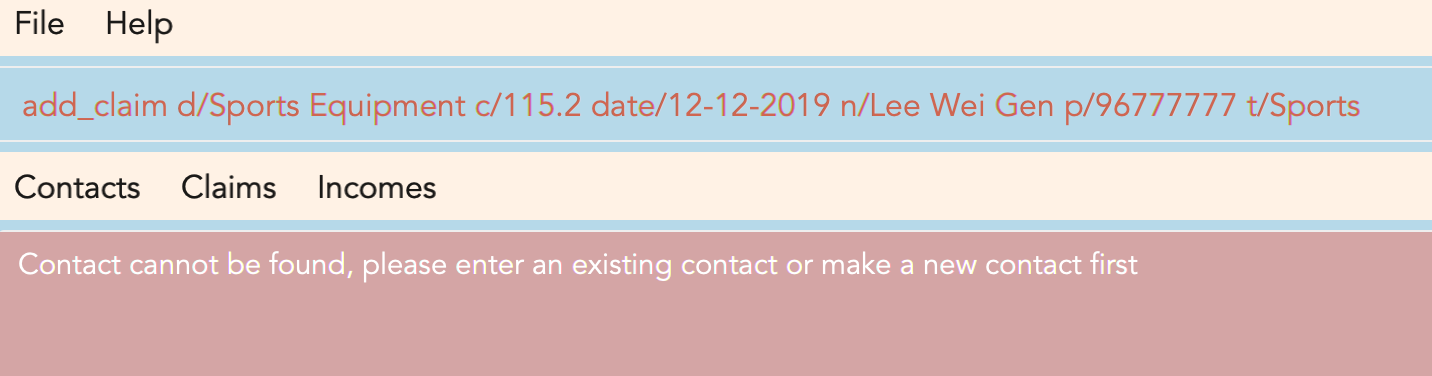 File Help
add_claim d/Sports Equipment c/115.2 date/12-12-2019 n/Lee Wei Gen p/96777777 t/Sports
Contacts Claims Incomes
Contact cannot be found, please enter an existing contact or make a new contact first